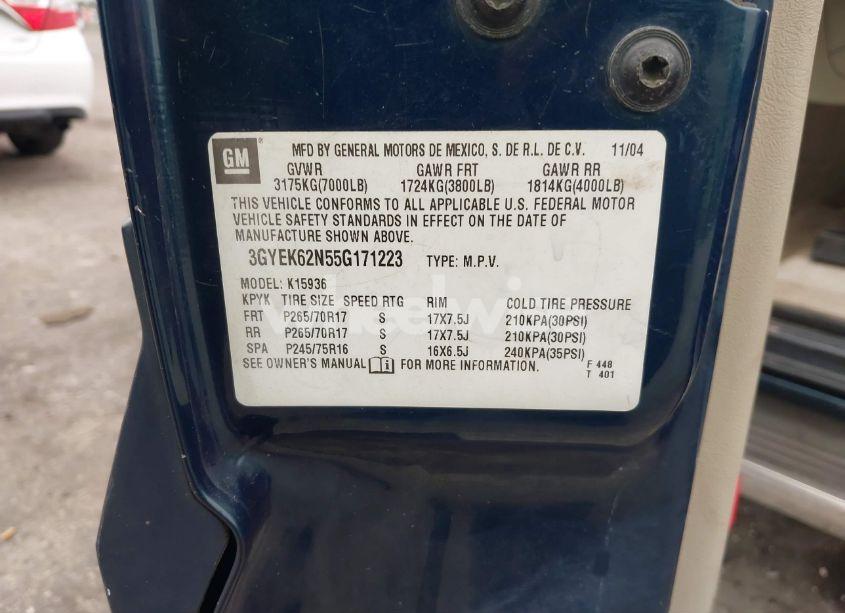 GM ® MFD BY GENERAL MOTORS DE MEXICO, S. DE R.L. DE C.V. 11/04
GVWR GAWR FRT GAWR RR
3175KG(7000LB) 1724KG(3800LB) 1814KG(4000LB)
THIS VEHICLE CONFORMS TO ALL APPLICABLE U.S. FEDERAL MOTOR
VEHICLE SAFETY STANDARDS IN EFFECT ON THE DATE OF
MANUFACTURE SHOWN ABOVE.
3GYEK62N55G171223 TYPE: M.P.V.
MODEL: K15936
KPYK TIRE SIZE SPEED RTG RIM COLD TIRE PRESSURE
FRT P265/70R17 S 17X7.5J 210KPA(30PSI)
RR P265/70R17 S 17X7.5J 210KPA(30PSI)
SPA P245/75R16 S 16X6.5J 240KPA(35PSI)
SEE OWNER'S MANUAL FOR MORE INFORMATION.
F 448
T 401